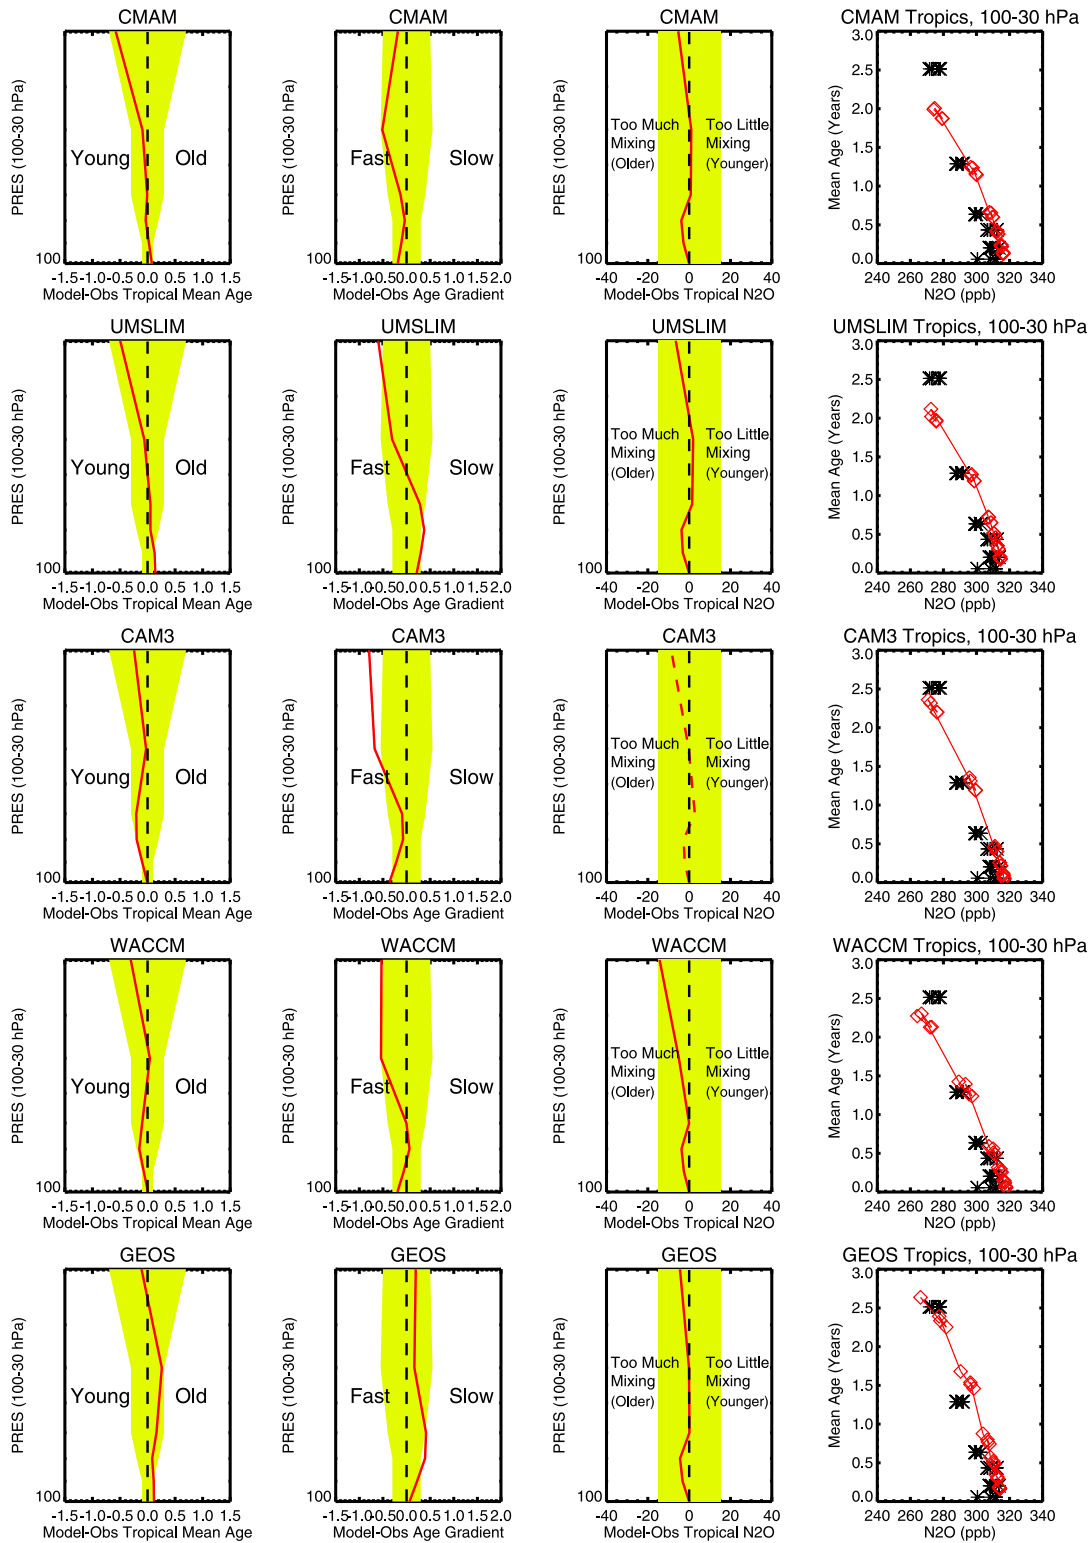 CMAM CMAM CMAM CMAM Tropics, 100-30 hPa
PRES (100-30 hPa)
Young Old
100
-1.5-1.0-0.5 0.0 0.5 1.0 1.5
Model-Obs Tropical Mean Age
PRES (100-30 hPa)
Fast Slow
100
-1.5-1.0-0.5 0.0 0.5 1.0 1.5 2.0
Model-Obs Age Gradient
PRES (100-30 hPa)
Too Much Too Little
Mixing Mixing
(Older) (Younger)
100
-40 -20 0 20 40
Model-Obs Tropical N2O
Mean Age (Years)
3.0
2.5
2.0
1.5
1.0
0.5
0.0
240 260 280 300 320 340
N2O (ppb)
UMSLIM UMSLIM UMSLIM UMSLIM Tropics, 100-30 hPa
PRES (100-30 hPa)
Young Old
100
-1.5-1.0-0.5 0.0 0.5 1.0 1.5
Model-Obs Tropical Mean Age
PRES (100-30 hPa)
Fast Slow
100
-1.5-1.0-0.5 0.0 0.5 1.0 1.5 2.0
Model-Obs Age Gradient
PRES (100-30 hPa)
Too Much Too Little
Mixing Mixing
(Older) (Younger)
100
-40 -20 0 20 40
Model-Obs Tropical N2O
Mean Age (Years)
3.0
2.5
2.0
1.5
1.0
0.5
0.0
240 260 280 300 320 340
N2O (ppb)
CAM3 CAM3 CAM3 CAM3 Tropics, 100-30 hPa
PRES (100-30 hPa)
Young Old
100
-1.5-1.0-0.5 0.0 0.5 1.0 1.5
Model-Obs Tropical Mean Age
PRES (100-30 hPa)
Fast Slow
100
-1.5-1.0-0.5 0.0 0.5 1.0 1.5 2.0
Model-Obs Age Gradient
PRES (100-30 hPa)
Too Much Too Little
Mixing Mixing
(Older) (Younger)
100
-40 -20 0 20 40
Model-Obs Tropical N2O
Mean Age (Years)
3.0
2.5
2.0
1.5
1.0
0.5
0.0
240 260 280 300 320 340
N2O (ppb)
WACCM WACCM WACCM WACCM Tropics, 100-30 hPa
PRES (100-30 hPa)
Young Old
100
-1.5-1.0-0.5 0.0 0.5 1.0 1.5
Model-Obs Tropical Mean Age
PRES (100-30 hPa)
Fast Slow
100
-1.5-1.0-0.5 0.0 0.5 1.0 1.5 2.0
Model-Obs Age Gradient
PRES (100-30 hPa)
Too Much Too Little
Mixing Mixing
(Older) (Younger)
100
-40 -20 0 20 40
Model-Obs Tropical N2O
Mean Age (Years)
3.0
2.5
2.0
1.5
1.0
0.5
0.0
240 260 280 300 320 340
N2O (ppb)
GEOS GEOS GEOS GEOS Tropics, 100-30 hPa
PRES (100-30 hPa)
Young Old
100
-1.5-1.0-0.5 0.0 0.5 1.0 1.5
Model-Obs Tropical Mean Age
PRES (100-30 hPa)
Fast Slow
100
-1.5-1.0-0.5 0.0 0.5 1.0 1.5 2.0
Model-Obs Age Gradient
PRES (100-30 hPa)
Too Much Too Little
Mixing Mixing
(Older) (Younger)
100
-40 -20 0 20 40
Model-Obs Tropical N2O
Mean Age (Years)
3.0
2.5
2.0
1.5
1.0
0.5
0.0
240 260 280 300 320 340
N2O (ppb)